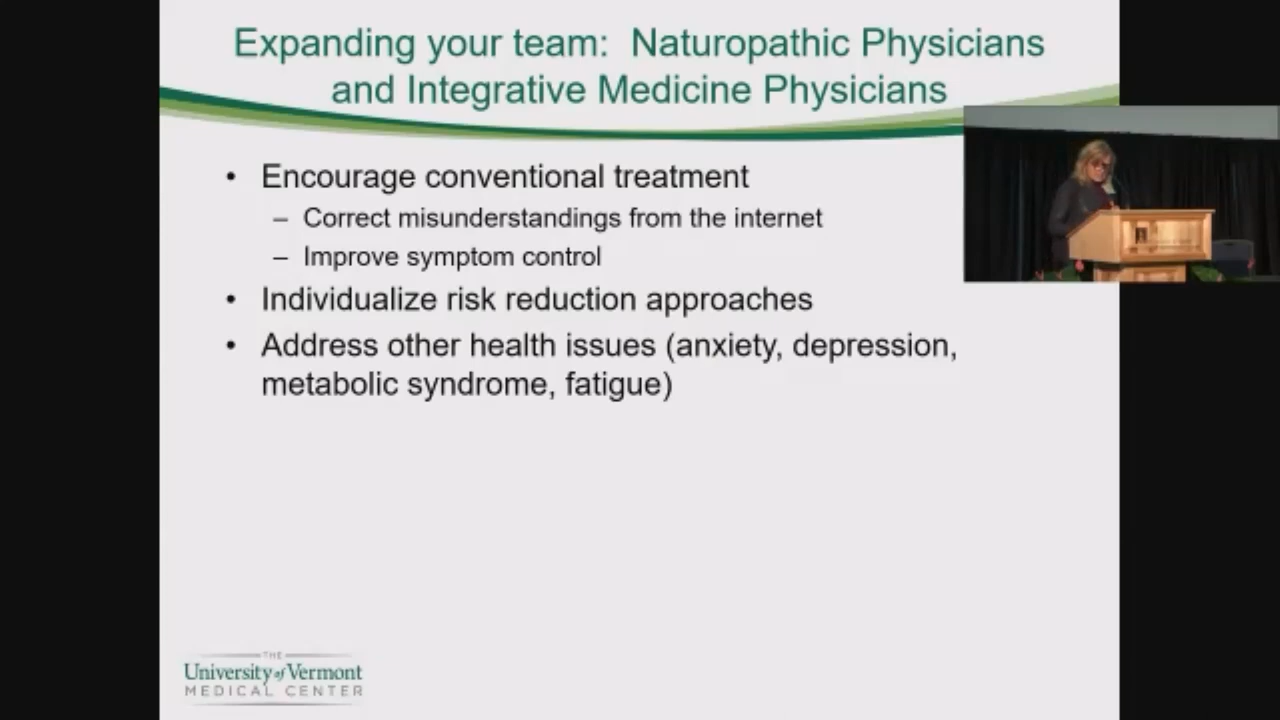 Expanding your team: Naturopathic Physicians
and Integrative Medicine Physicians
• Encourage conventional treatment
– Correct misunderstandings from the internet
– Improve symptom control
• Individualize risk reduction approaches
• Address other health issues (anxiety, depression,
metabolic syndrome, fatigue)
THE
University of Vermont
MEDICAL CENTER